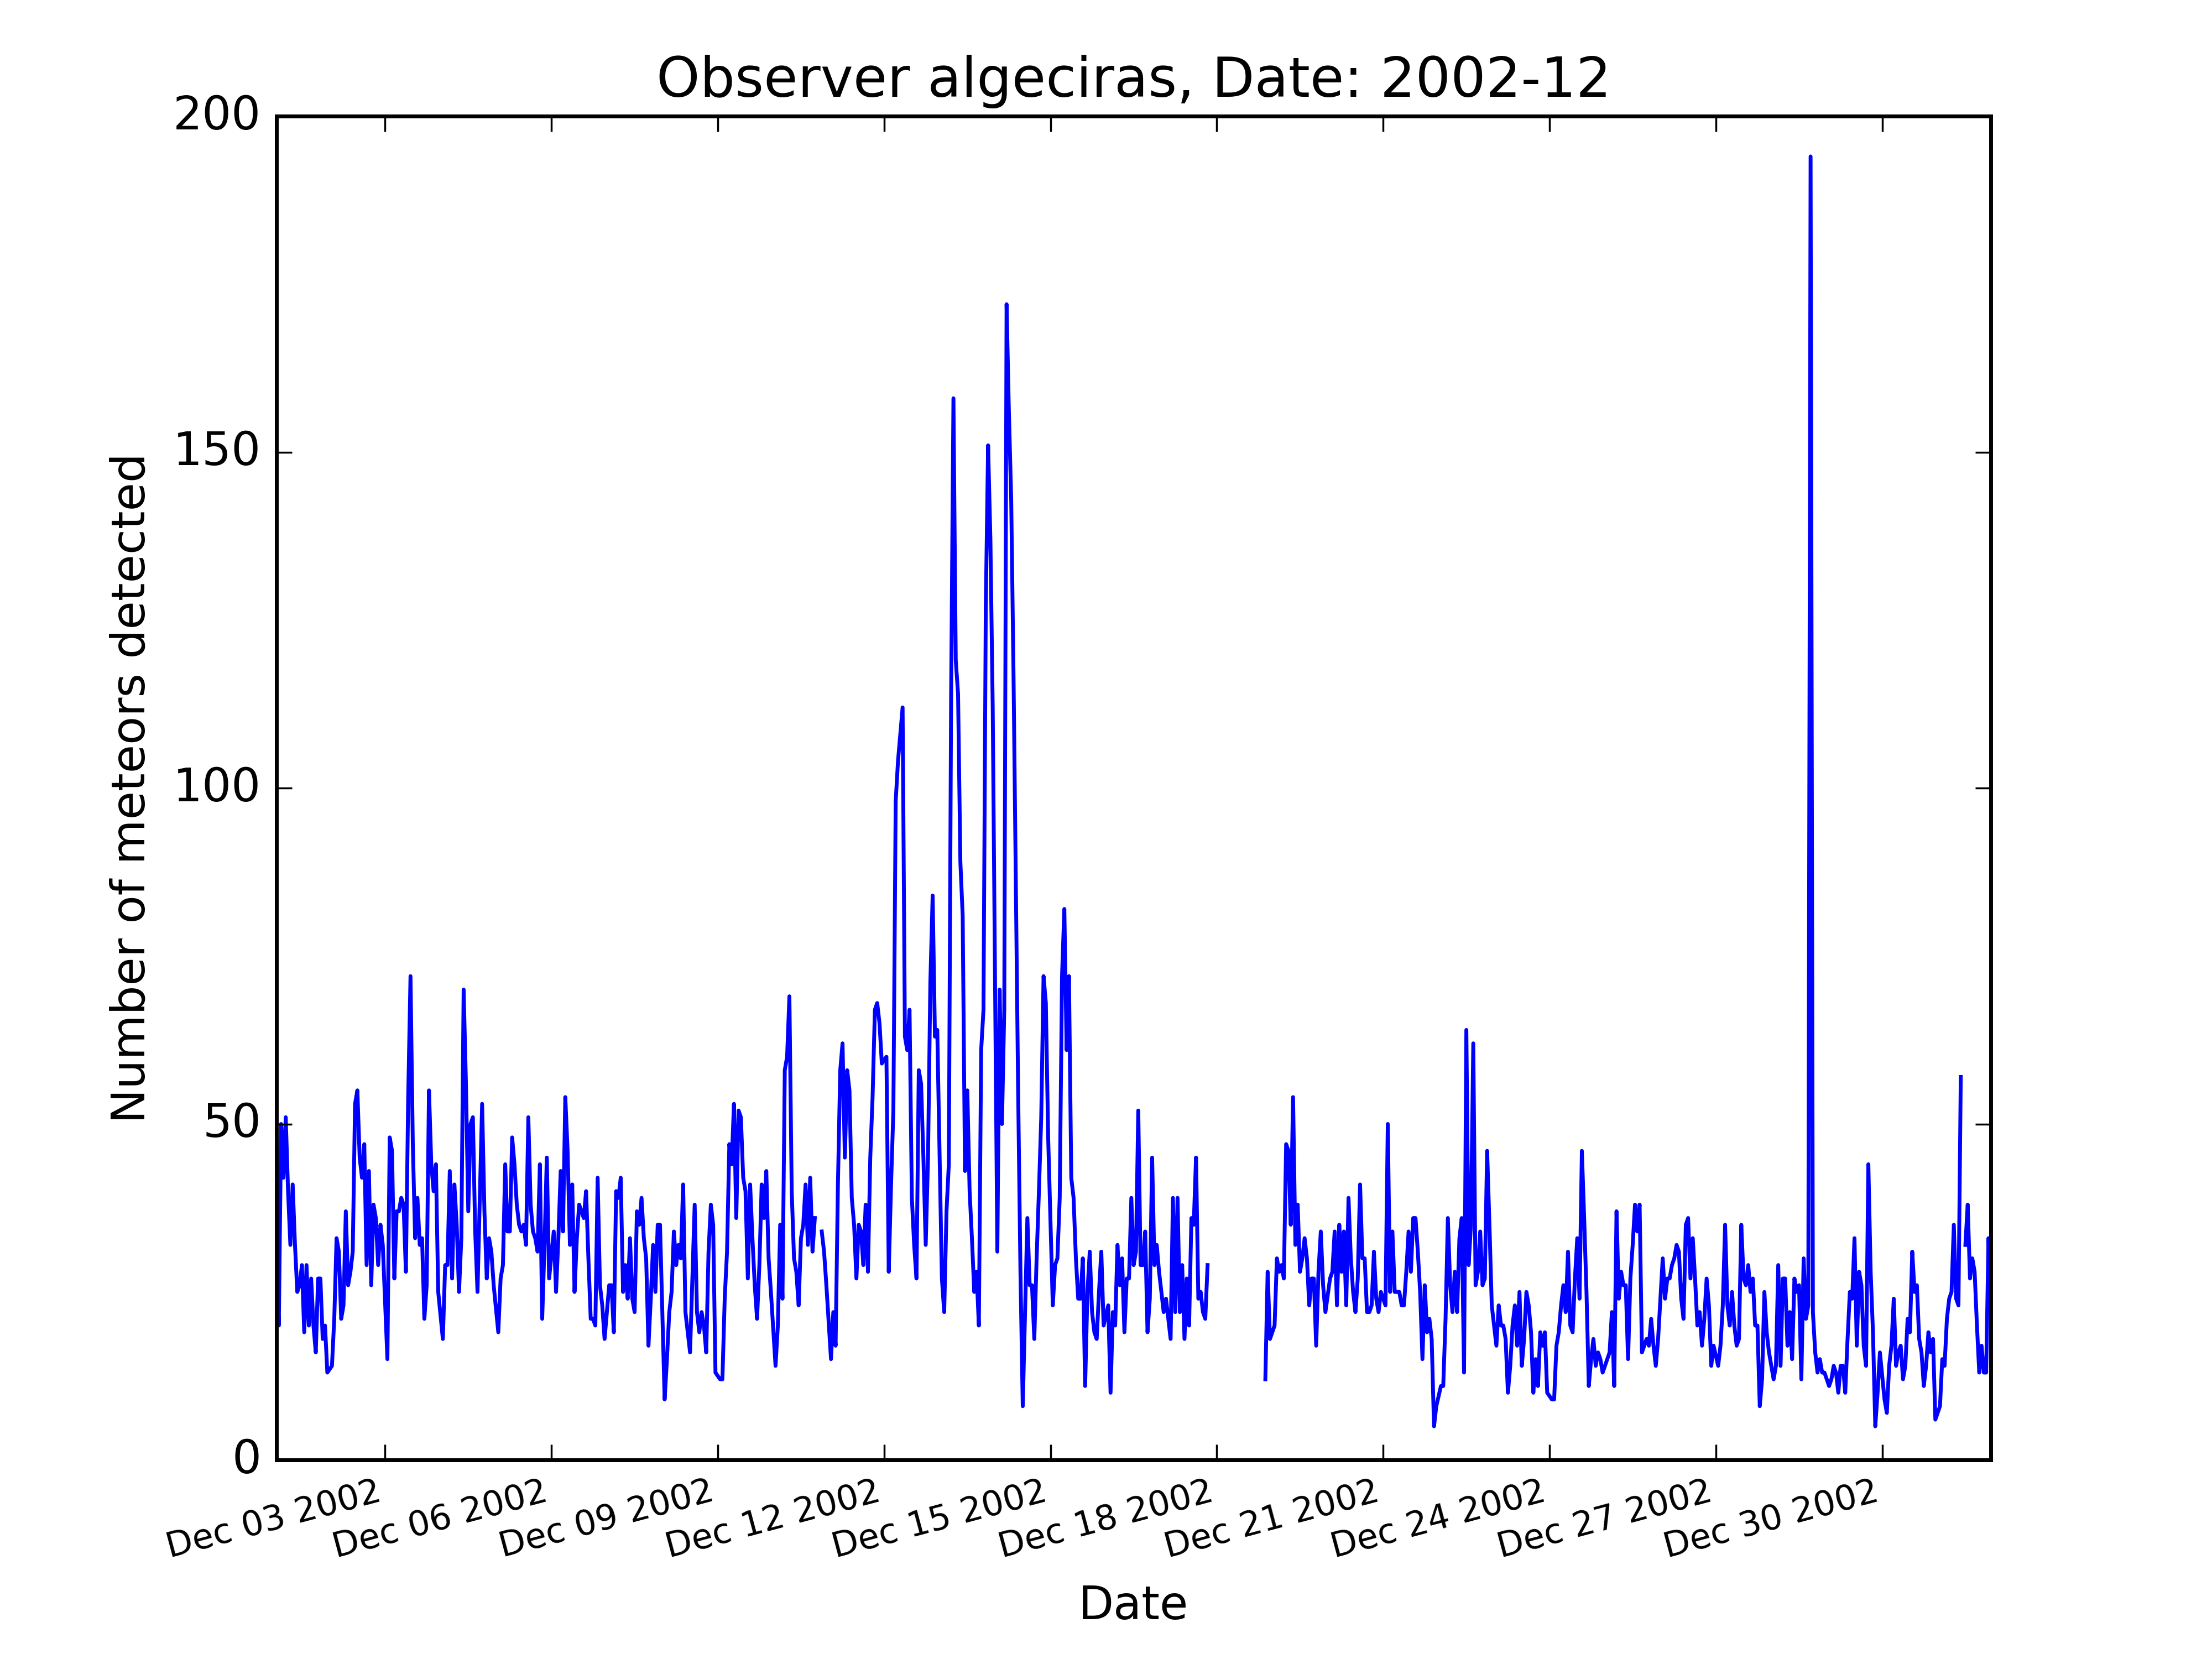 Observer algeciras, Date: 2002-12
200
150
100
50
0
Number of meteors detected
Dec 03 2002
Dec 06 2002
Dec 09 2002
Dec 12 2002
Dec 15 2002
Dec 18 2002
Dec 21 2002
Dec 24 2002
Dec 27 2002
Dec 30 2002
Date